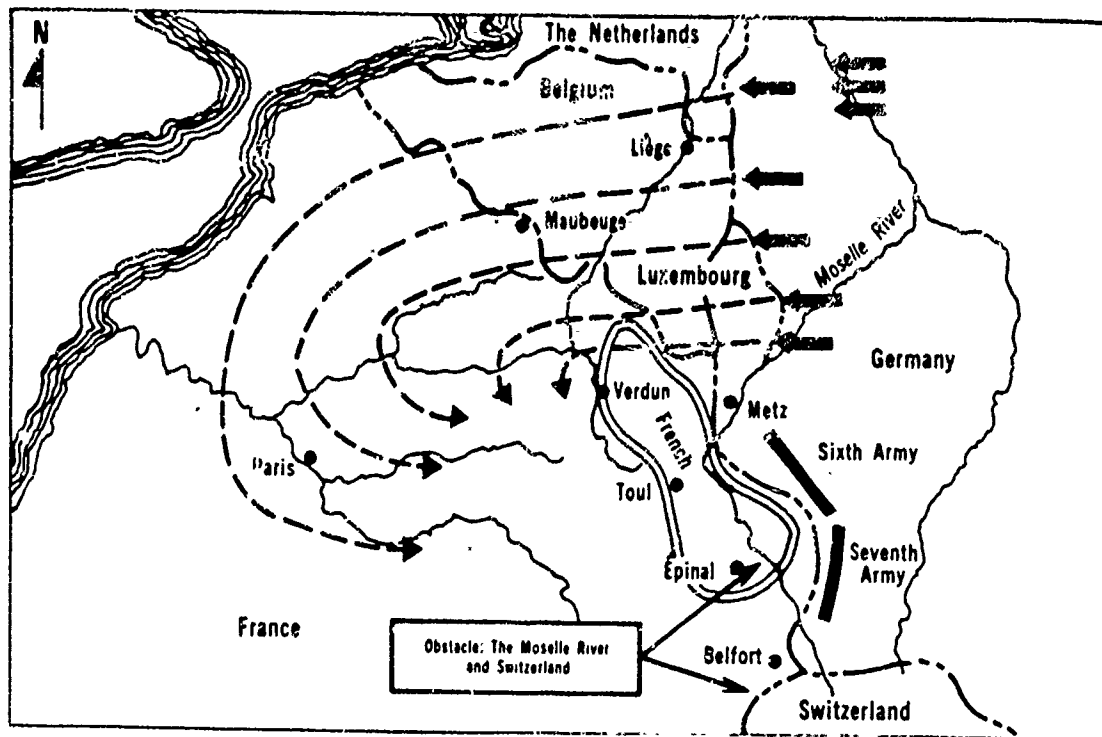 N
The Netherlands
Belgium
Liège
Maubeuge
Moselle River
Luxembourg
Germany
Verdun
Metz
French
Sixth Army
Paris
Toul
Seventh
Army
Epinal
France
Obstacle: The Moselle River
and Switzerland
Belfort
Switzerland